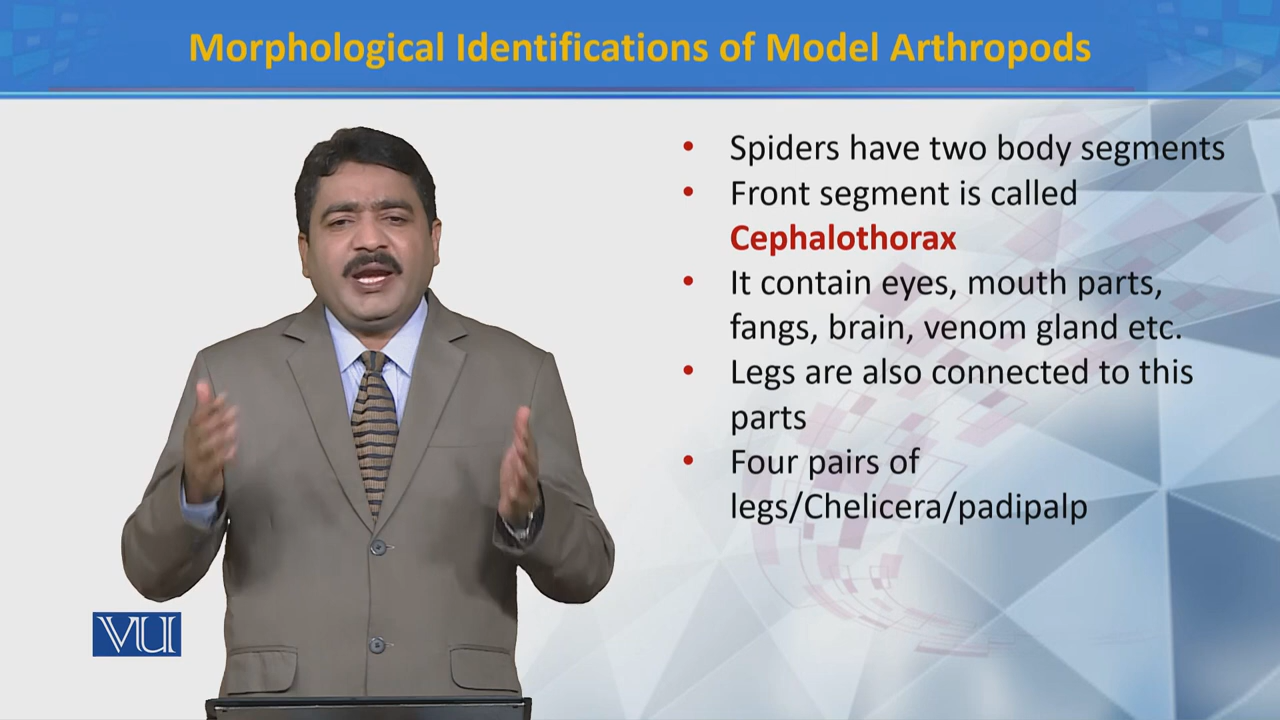 Morphological Identifications of Model Arthropods
• Spiders have two body segments
• Front segment is called
Cephalothorax
• It contain eyes, mouth parts,
fangs, brain, venom gland etc.
• Legs are also connected to this
parts
• Four pairs of
legs/Chelicera/padipalp
VU